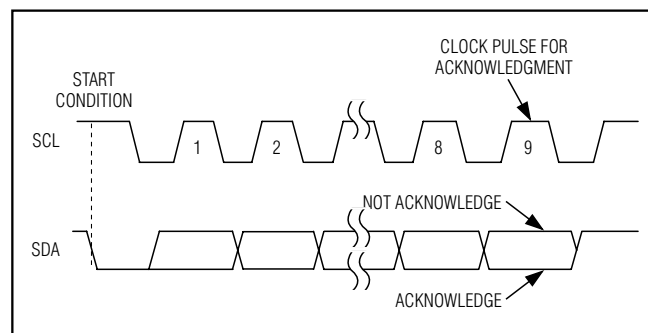 CLOCK PULSE FOR
ACKNOWLEDGMENT
START
CONDITION
SCL
1
2
8
9
NOT ACKNOWLEDGE
SDA
ACKNOWLEDGE